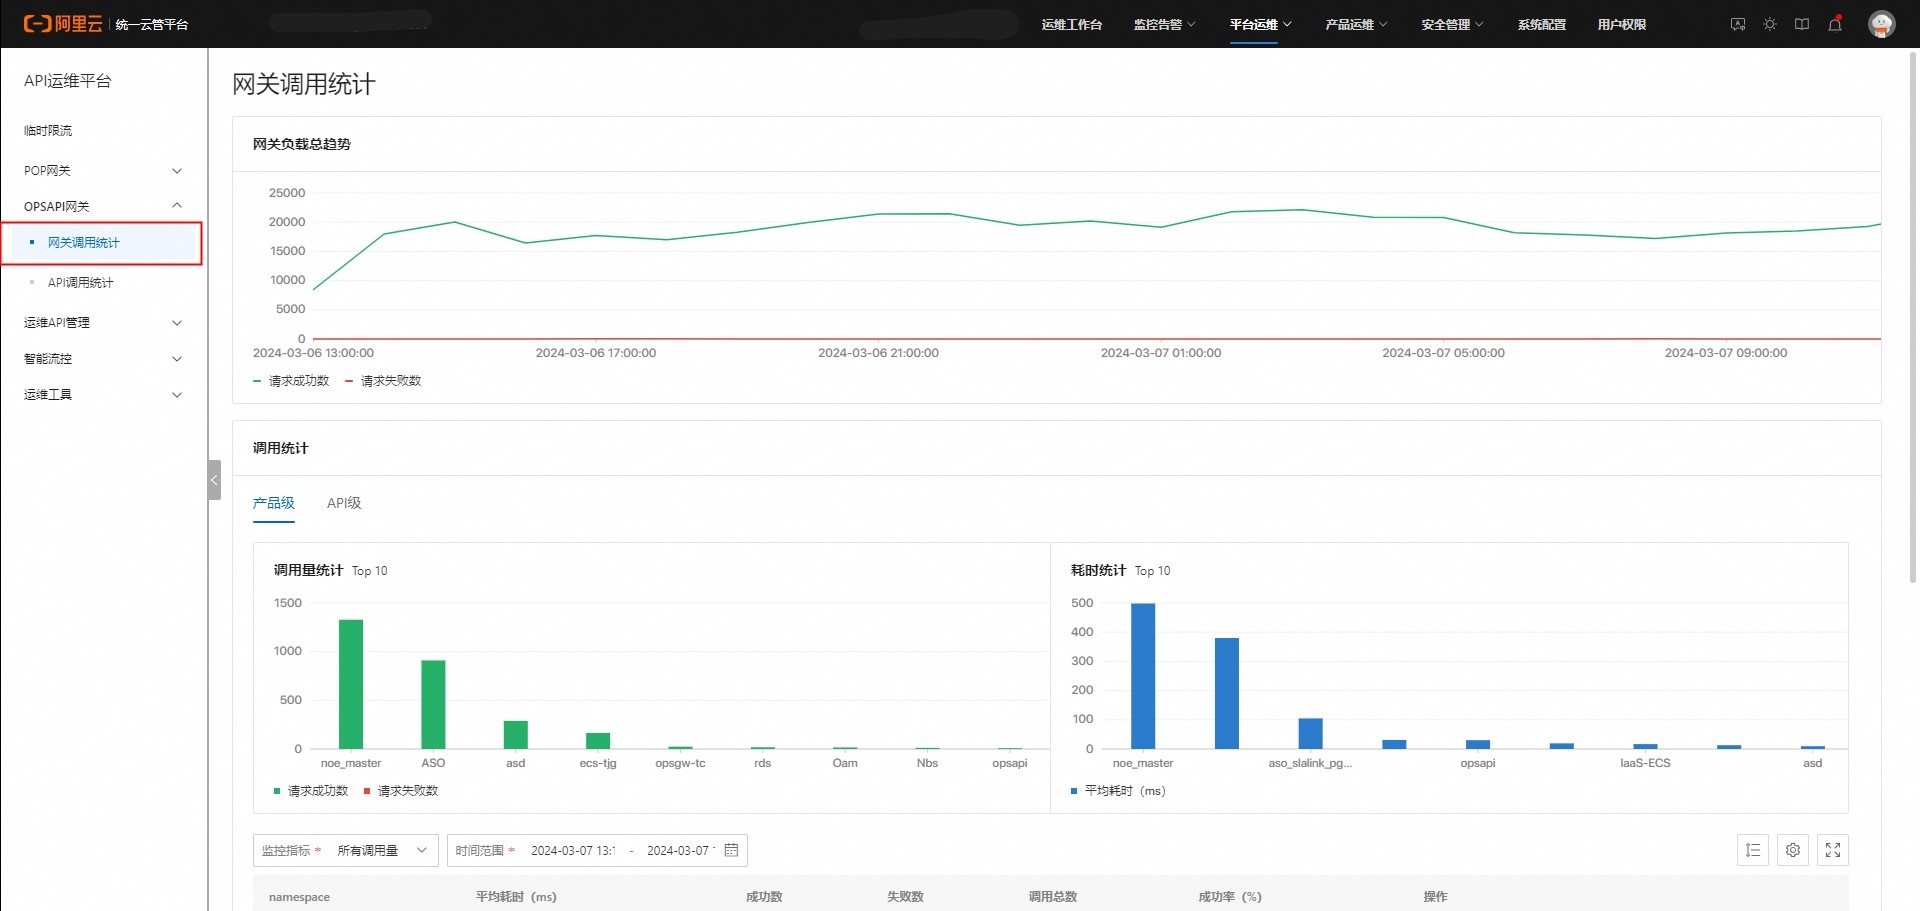 阿里云 | 统一云管平台
运维工作台 监控告警 平台运维 产品运维 安全管理 系统配置 用户权限
API运维平台
临时限流
POP网关
OPSAPI网关
网关调用统计
API调用统计
运维API管理
智能流控
运维工具
网关调用统计
网关负载总趋势
25000
20000
15000
10000
5000
0
2024-03-06 13:00:00 2024-03-06 17:00:00 2024-03-06 21:00:00 2024-03-07 01:00:00 2024-03-07 05:00:00 2024-03-07 09:00:00
请求成功数 请求失败数
调用统计
产品级 API级
调用量统计 Top 10
1500
1000
500
0
noe_master ASO asd ecs-tjg opsgw-tc rds Oam Nbs opsapi
请求成功数 请求失败数
耗时统计 Top 10
500
400
300
200
100
0
noe_master aso_slalink_pg... opsapi IaaS-ECS asd
平均耗时（ms）
监控指标 * 所有调用量 时间范围 * 2024-03-07 13:1 - 2024-03-07
namespace 平均耗时（ms） 成功数 失败数 调用总数 成功率（%） 操作